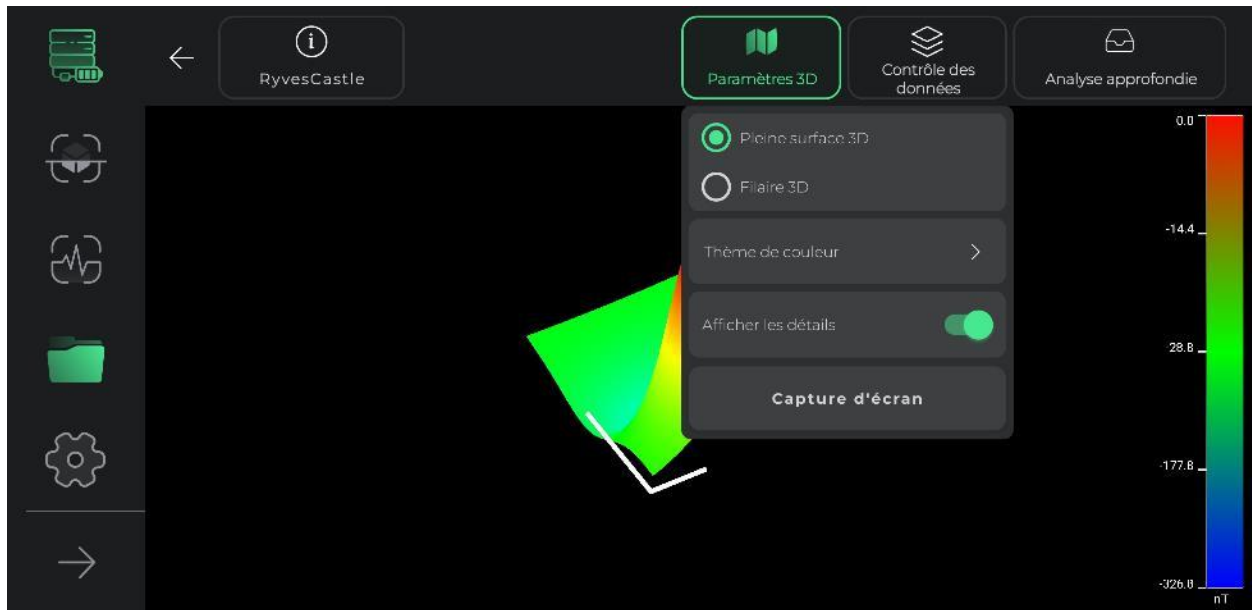 RyvesCastle
Paramètres 3D
Contrôle des
données
Analyse approfondie
Pleine surface 3D
Filaire 3D
Thème de couleur
Afficher les détails
Capture d'écran
0.0
-14.4
-28.8
-177.8
-326.8
nT